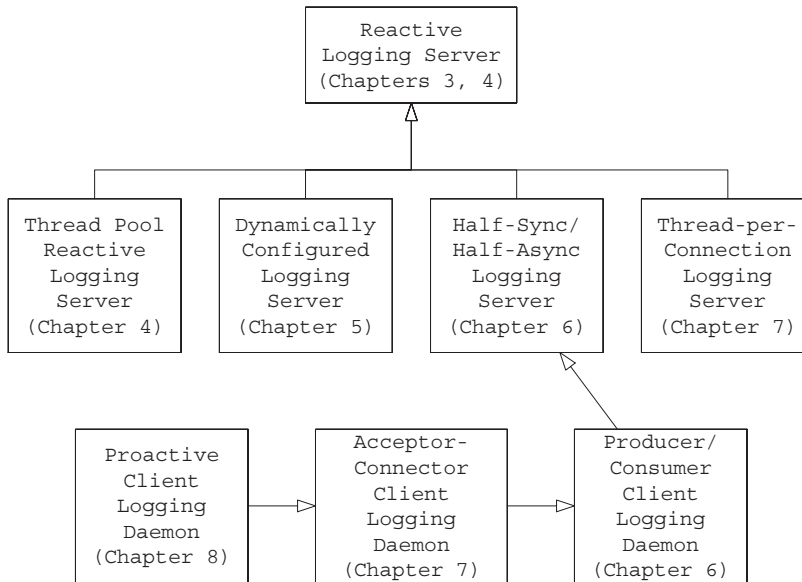 Reactive
Logging Server
(Chapters 3, 4)
Thread Pool
Reactive
Logging
Server
(Chapter 4)
Dynamically
Configured
Logging
Server
(Chapter 5)
Half-Sync/
Half-Async
Logging
Server
(Chapter 6)
Thread-per-
Connection
Logging
Server
(Chapter 7)
Proactive
Client
Logging
Daemon
(Chapter 8)
Acceptor-
Connector
Client
Logging
Daemon
(Chapter 7)
Producer/
Consumer
Client
Logging
Daemon
(Chapter 6)